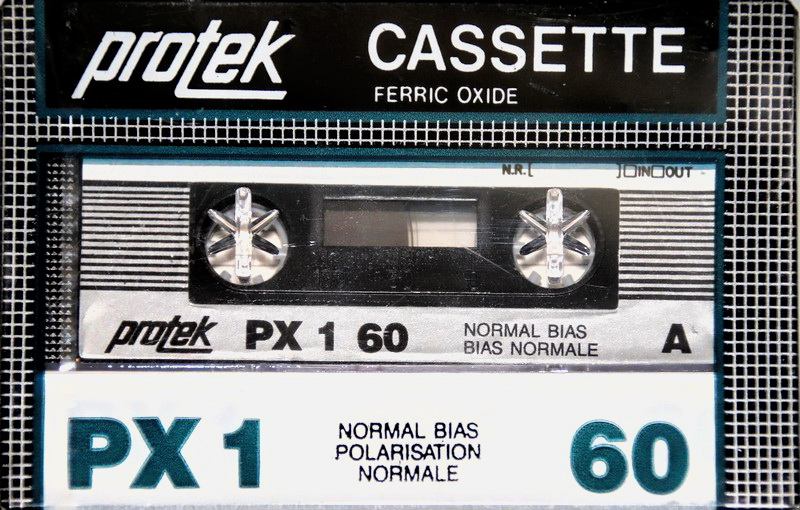 protek CASSETTE
FERRIC OXIDE
N.R.[ ]□IN□OUT
protek PX 1 60 NORMAL BIAS
BIAS NORMALE A
PX 1 NORMAL BIAS
POLARISATION
NORMALE 60